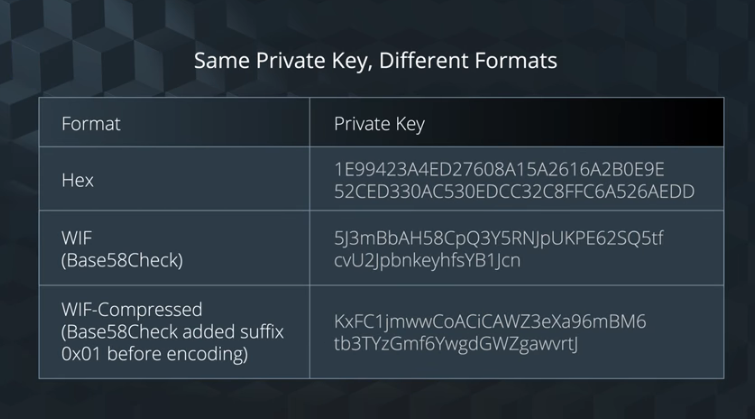 Same Private Key, Different Formats
Format
Private Key
Hex
1E99423A4ED27608A15A2616A2B0E9E
52CED330AC530EDCC32C8FFC6A526AEDD
WIF
(Base58Check)
5J3mBbAH58CpQ3Y5RNJpUKPE62SQ5tf
cvU2JpbnkeyhfsYB1Jcn
WIF-Compressed
(Base58Check added suffix
0x01 before encoding)
KxFC1jmwwCoACiCAWZ3eXa96mBM6
tb3TYzGmf6YwgdGWZgawvrtJ